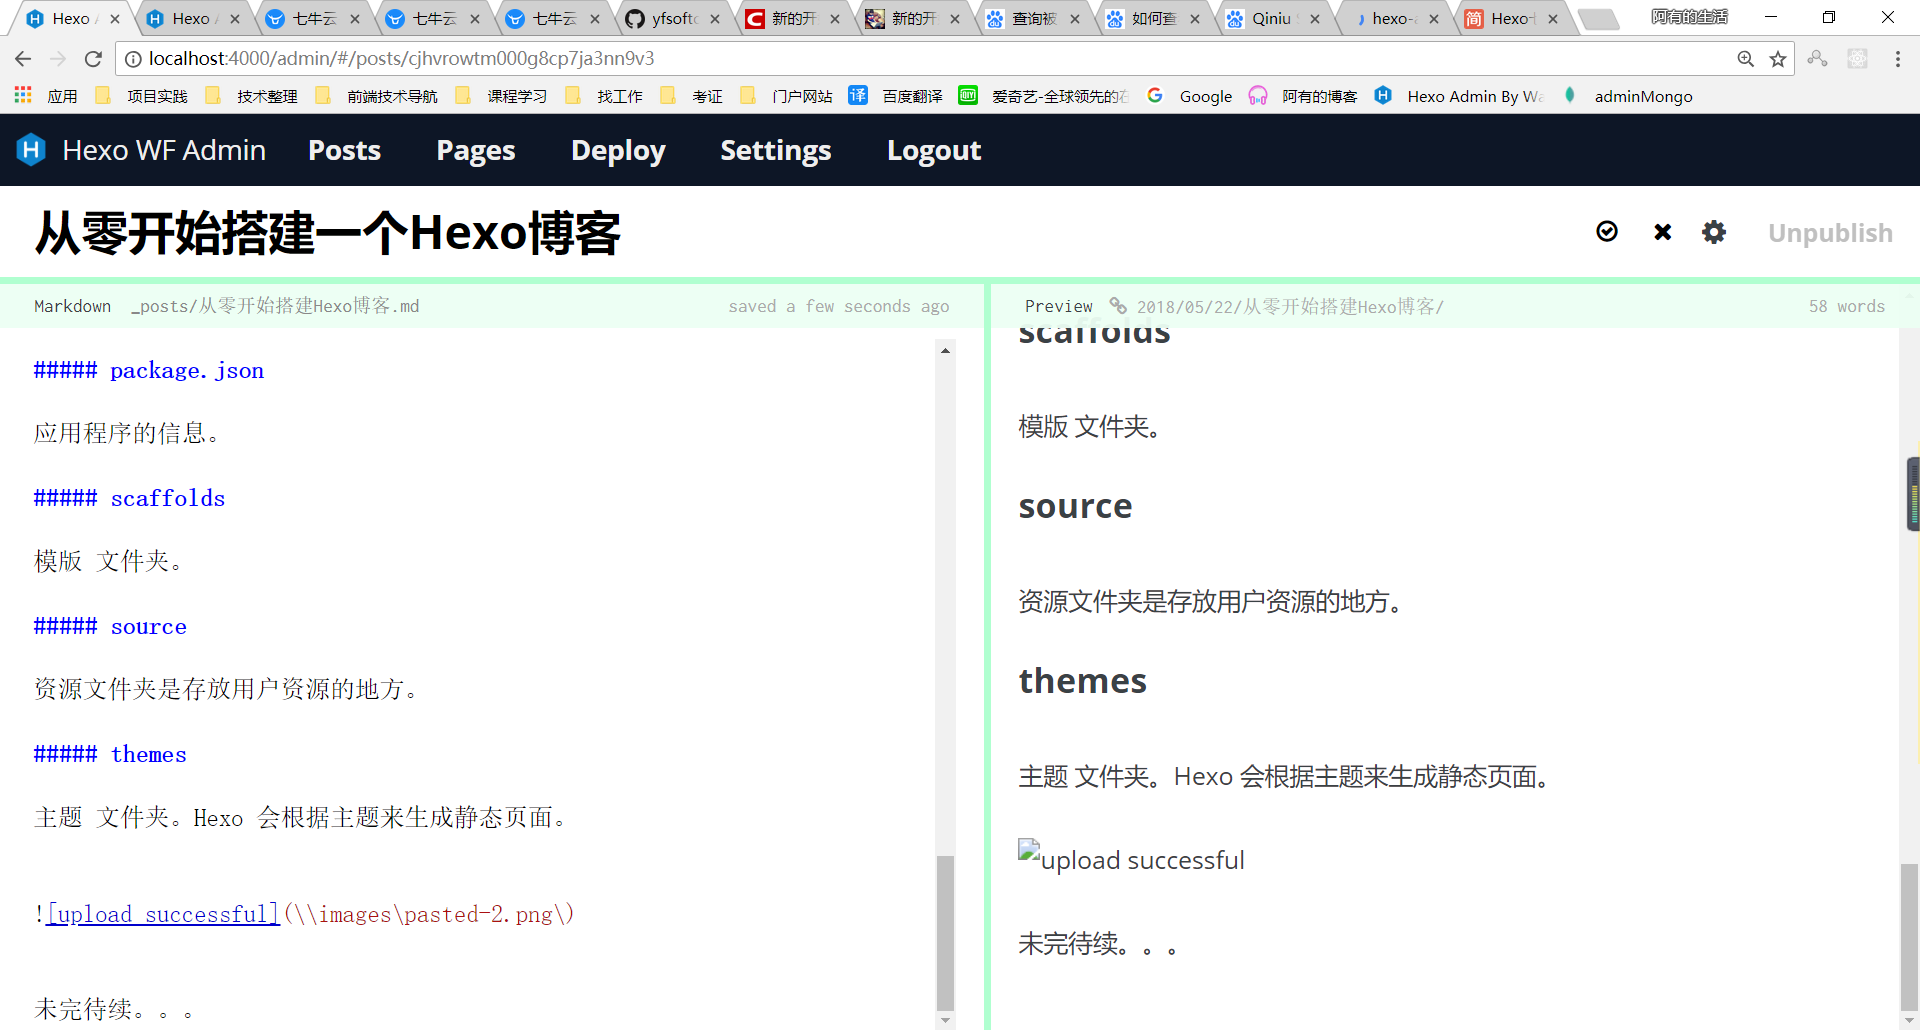 Hexo A
Hexo A
七牛云
七牛云
七牛云
yfsoftc
新的开
新的开
查询被
如何查
Qiniu
hexo-a
Hexo
阿有的生活
localhost:4000/admin/#/posts/cjhvrowtm000g8cp7ja3nn9v3
应用 项目实践 技术整理 前端技术导航 课程学习 找工作 考证 门户网站 百度翻译 爱奇艺-全球领先的在 Google 阿有的博客 Hexo Admin By Wa adminMongo
Hexo WF Admin Posts Pages Deploy Settings Logout
从零开始搭建一个Hexo博客
Unpublish
Markdown _posts/从零开始搭建Hexo博客.md saved a few seconds ago
##### package.json
应用程序的信息。
##### scaffolds
模版 文件夹。
##### source
资源文件夹是存放用户资源的地方。
##### themes
主题 文件夹。Hexo 会根据主题来生成静态页面。
![upload successful](\\images\pasted-2.png\)
未完待续。。。
Preview 2018/05/22/从零开始搭建Hexo博客/ 58 words
scaffolds
模版 文件夹。
source
资源文件夹是存放用户资源的地方。
themes
主题 文件夹。Hexo 会根据主题来生成静态页面。
upload successful
未完待续。。。